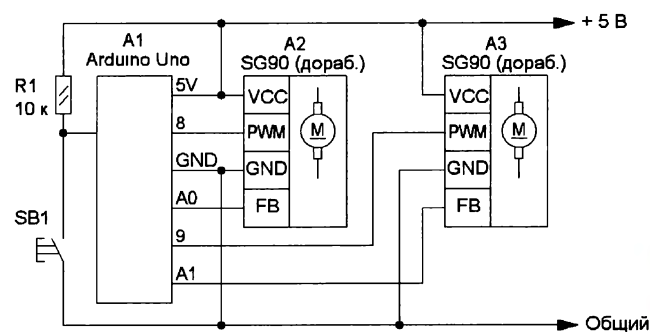 + 5 В
A1
Arduino Uno
A2
SG90 (дораб.)
A3
SG90 (дораб.)
R1
10 к
5V
8
GND
A0
9
A1
VCC
PWM
GND
FB
M
VCC
PWM
GND
FB
M
SB1
Общий